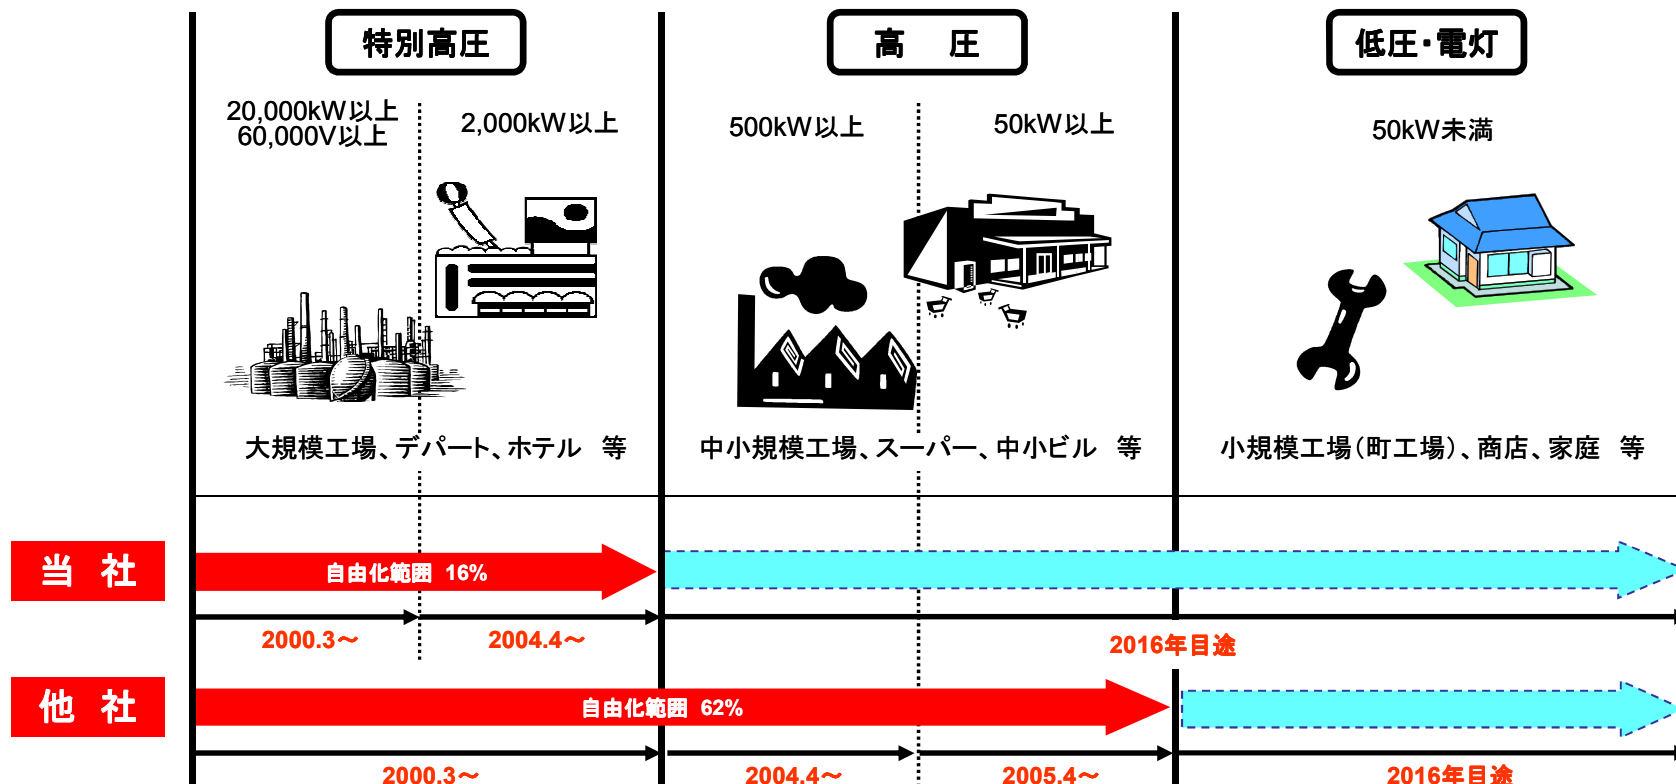 特別高圧
高 圧
低圧・電灯
20,000kW以上
60,000V以上
2,000kW以上
500kW以上
50kW以上
50kW未満
大規模工場、デパート、ホテル 等
中小規模工場、スーパー、中小ビル 等
小規模工場(町工場)、商店、家庭 等
当 社
自由化範囲 16%
2000.3～
2004.4～
2016年目途
他 社
自由化範囲 62%
2000.3～
2004.4～
2005.4～
2016年目途